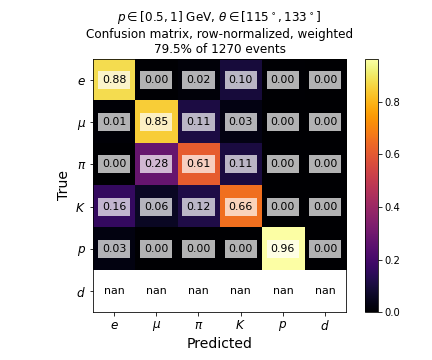 p ∈ [0.5, 1] GeV, θ ∈ [115°, 133°]
Confusion matrix, row-normalized, weighted
79.5% of 1270 events
e 0.88 0.00 0.02 0.10 0.00 0.00
μ 0.01 0.85 0.11 0.03 0.00 0.00
π 0.00 0.28 0.61 0.11 0.00 0.00
K 0.16 0.06 0.12 0.66 0.00 0.00
p 0.03 0.00 0.00 0.00 0.96 0.00
d nan nan nan nan nan nan
e μ π K p d
True
Predicted
0.8
0.6
0.4
0.2
0.0